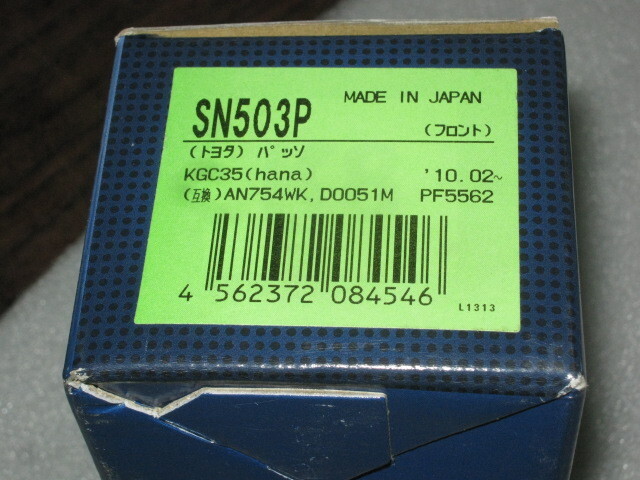 MADE IN JAPAN
SN503P
(フロント)
(トヨタ) パッソ
KGC35(hana) '10.02~
(互換)AN754WK,D0051M PF5562
4 562372 084546
L1313